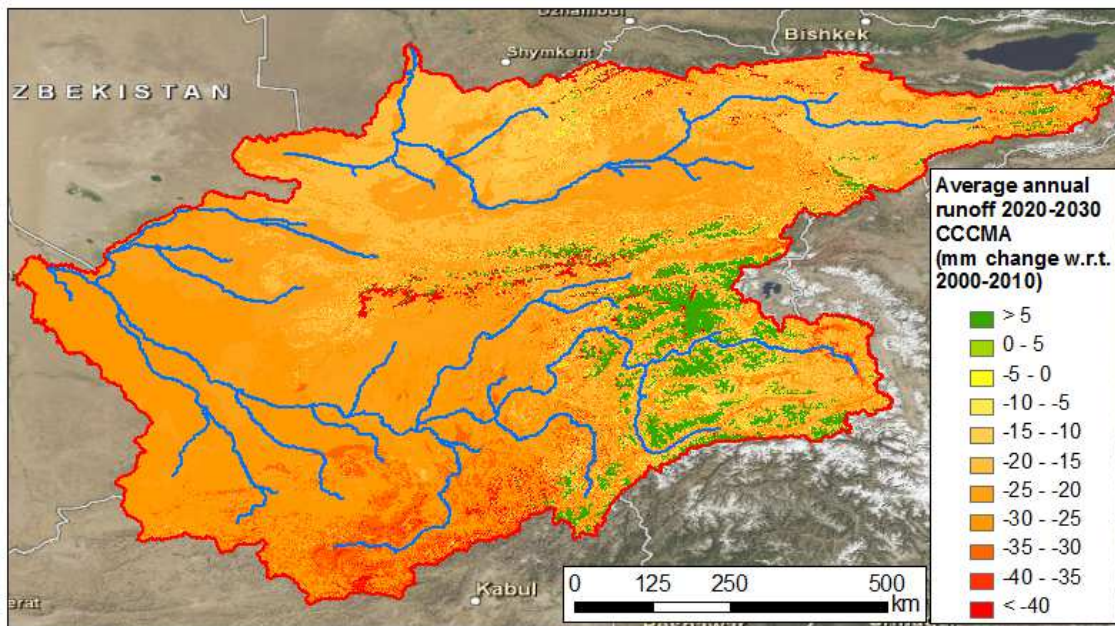 Bishkek
Shymkent
ZBEKISTAN
Average annual
runoff 2020-2030
CCCMA
(mm change w.r.t.
2000-2010)
> 5
0 - 5
-5 - 0
-10 - -5
-15 - -10
-20 - -15
-25 - -20
-30 - -25
-35 - -30
-40 - -35
< -40
Kabul
erat
0 125 250 500
km